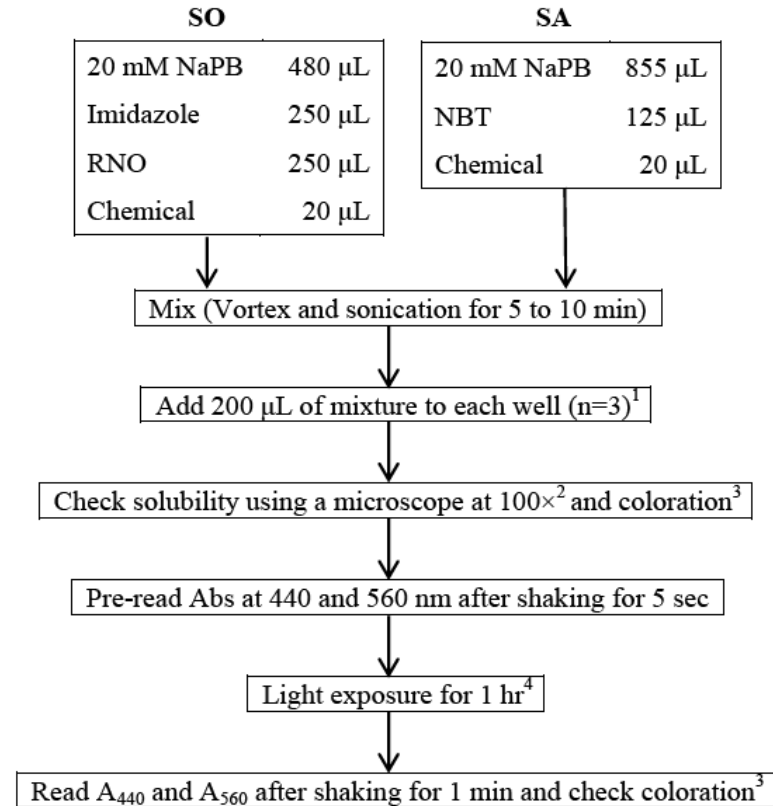 SO
20 mM NaPB 480 μL
Imidazole 250 μL
RNO 250 μL
Chemical 20 μL
SA
20 mM NaPB 855 μL
NBT 125 μL
Chemical 20 μL
Mix (Vortex and sonication for 5 to 10 min)
Add 200 μL of mixture to each well (n=3)¹
Check solubility using a microscope at 100×² and coloration³
Pre-read Abs at 440 and 560 nm after shaking for 5 sec
Light exposure for 1 hr⁴
Read A₄₄₀ and A₅₆₀ after shaking for 1 min and check coloration³